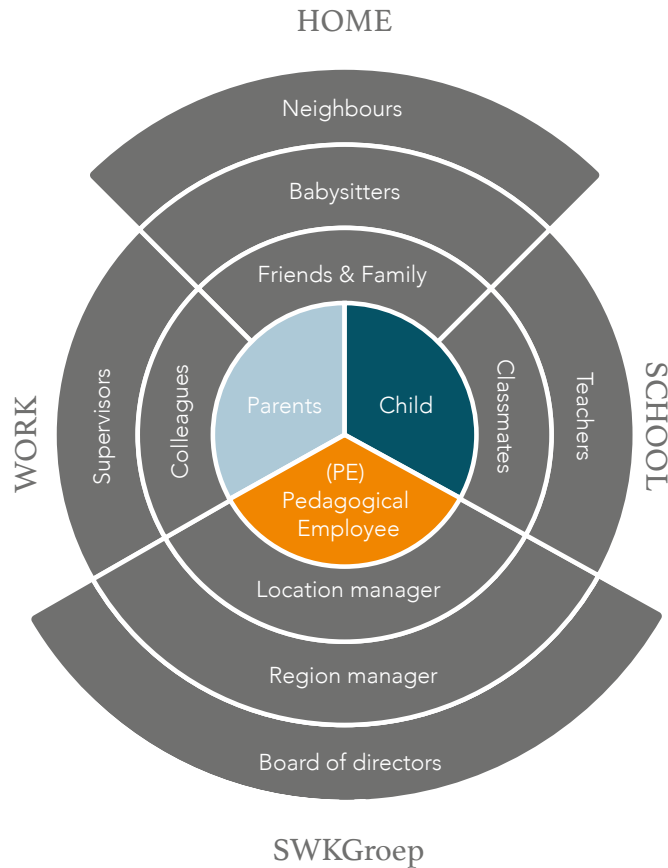 HOME
Neighbours
Babysitters
Friends & Family
WORK
Supervisors
Colleagues
Parents
Child
Classmates
Teachers
SCHOOL
(PE)
Pedagogical
Employee
Location manager
Region manager
Board of directors
SWKGroep